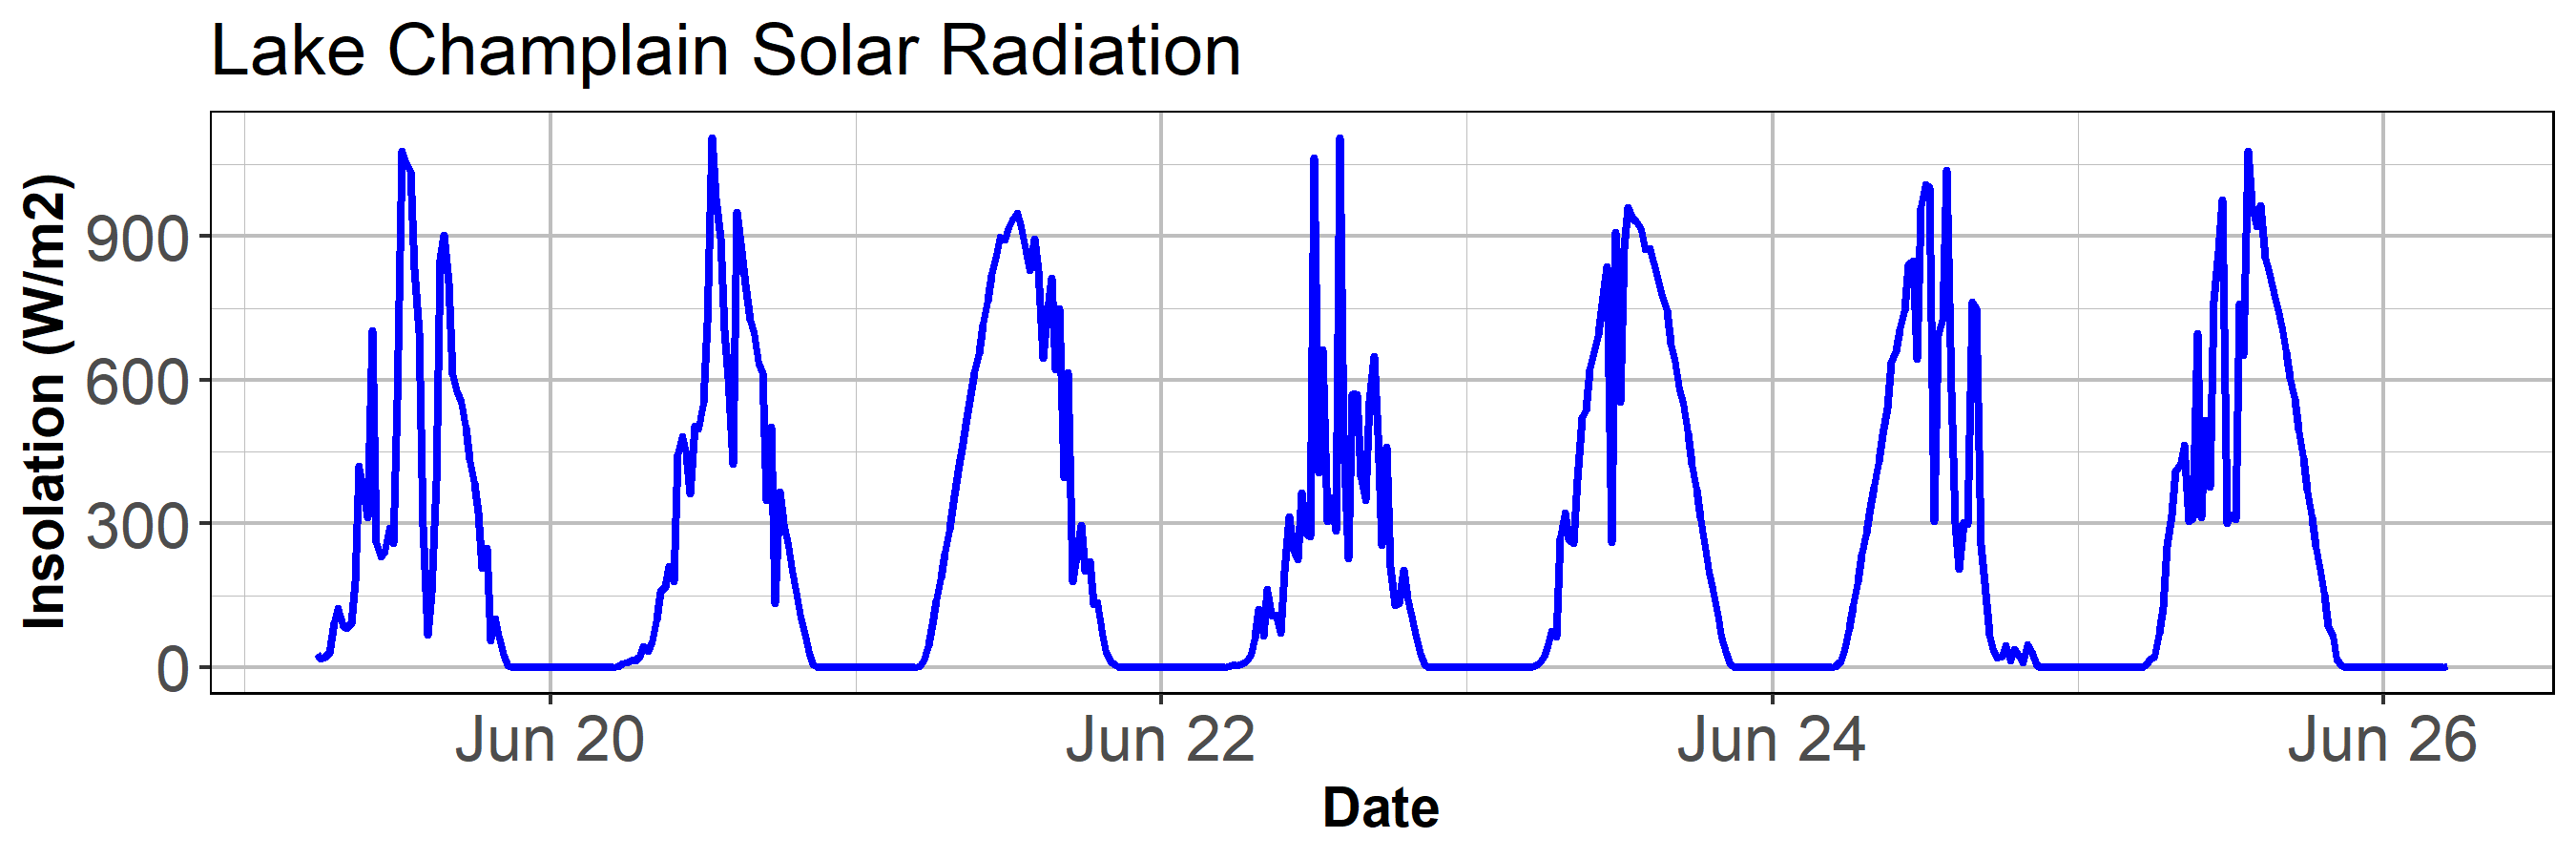 Lake Champlain Solar Radiation
Insolation (W/m2)
900
600
300
0
Jun 20
Jun 22
Jun 24
Jun 26
Date